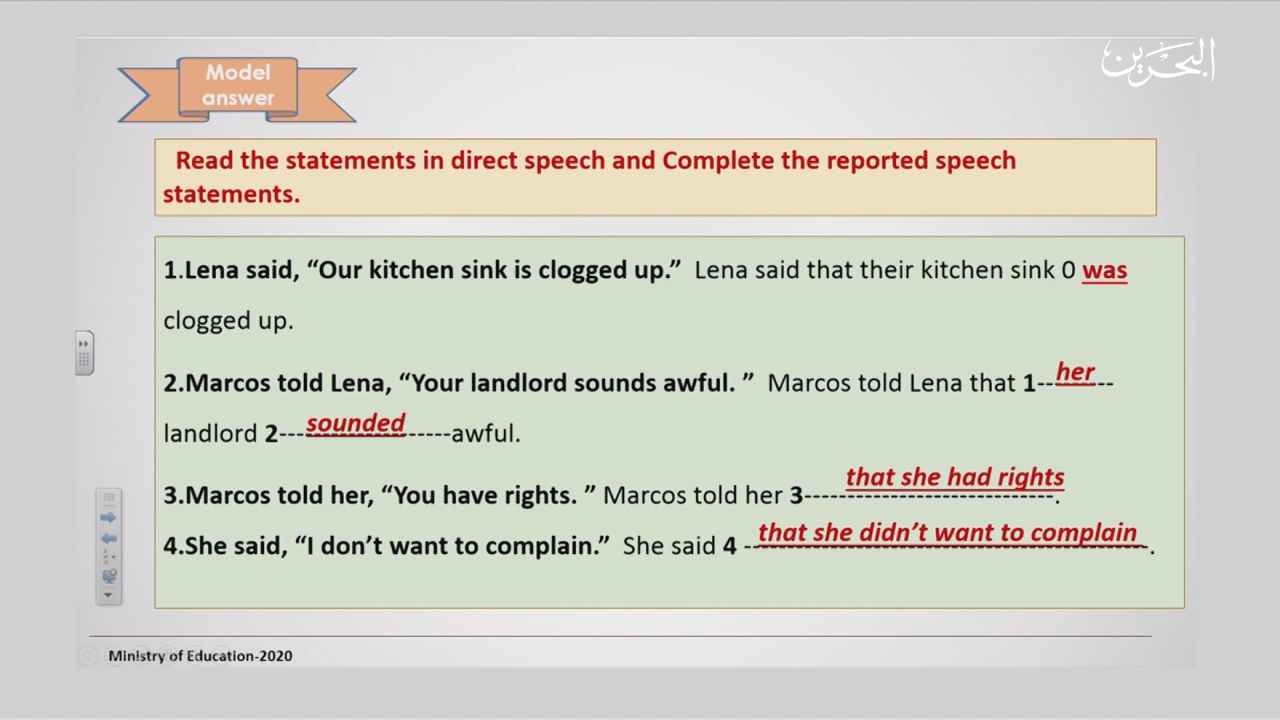 البحرين
Model
answer
Read the statements in direct speech and Complete the reported speech
statements.
1.Lena said, “Our kitchen sink is clogged up.” Lena said that their kitchen sink 0 was
clogged up.
2.Marcos told Lena, “Your landlord sounds awful. ” Marcos told Lena that 1--her--
landlord 2---sounded-----awful.
3.Marcos told her, “You have rights. ” Marcos told her 3---that she had rights.
4.She said, “I don’t want to complain.” She said 4 --that she didn’t want to complain-.
Ministry of Education-2020